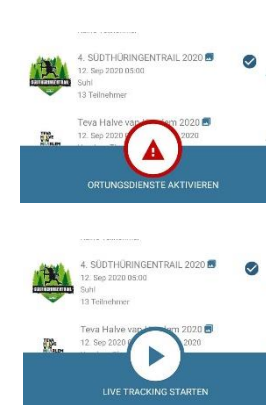 4. SÜDTHÜRINGENTRAIL 2020
12. Sep 2020 05:00
Suhl
13 Teilnehmer
Teva Halve van
m 2020
12. Sep 2020
2020
ORTUNGSDIENSTE AKTIVIEREN
4. SÜDTHÜRINGENTRAIL 2020
12. Sep 2020 05:00
Suhl
13 Teilnehmer
Teva Halve van
m 2020
12. Sep 2020
2020
LIVE TRACKING STARTEN